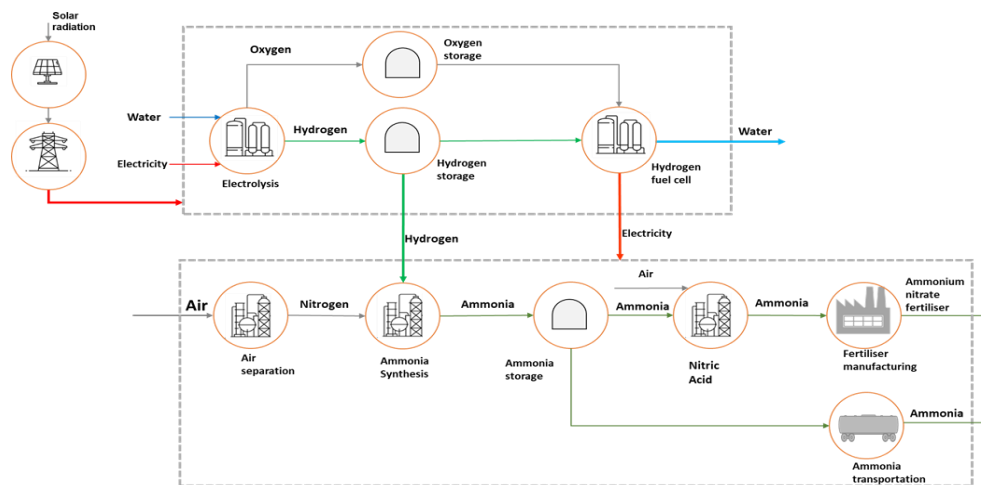 Solar
radiation
Oxygen
Oxygen
storage
Water
Hydrogen
Water
Electricity
Electrolysis
Hydrogen
storage
Hydrogen
fuel cell
Hydrogen
Electricity
Air
Air
Nitrogen
Ammonia
Ammonia
Ammonia
Ammonium
nitrate
fertiliser
Air
separation
Ammonia
Synthesis
Ammonia
storage
Nitric
Acid
Fertiliser
manufacturing
Ammonia
Ammonia
transportation